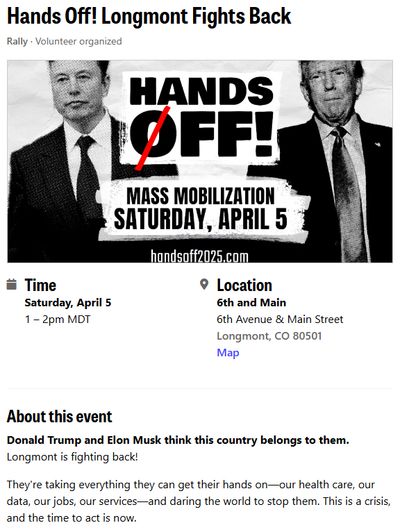 Hands Off! Longmont Fights Back
Rally · Volunteer organized
HANDS
OFF!
MASS MOBILIZATION
SATURDAY, APRIL 5
handsoff2025.com
Time
Saturday, April 5
1 – 2pm MDT
Location
6th and Main
6th Avenue & Main Street
Longmont, CO 80501
Map
About this event
Donald Trump and Elon Musk think this country belongs to them.
Longmont is fighting back!
They're taking everything they can get their hands on—our health care, our
data, our jobs, our services—and daring the world to stop them. This is a crisis,
and the time to act is now.